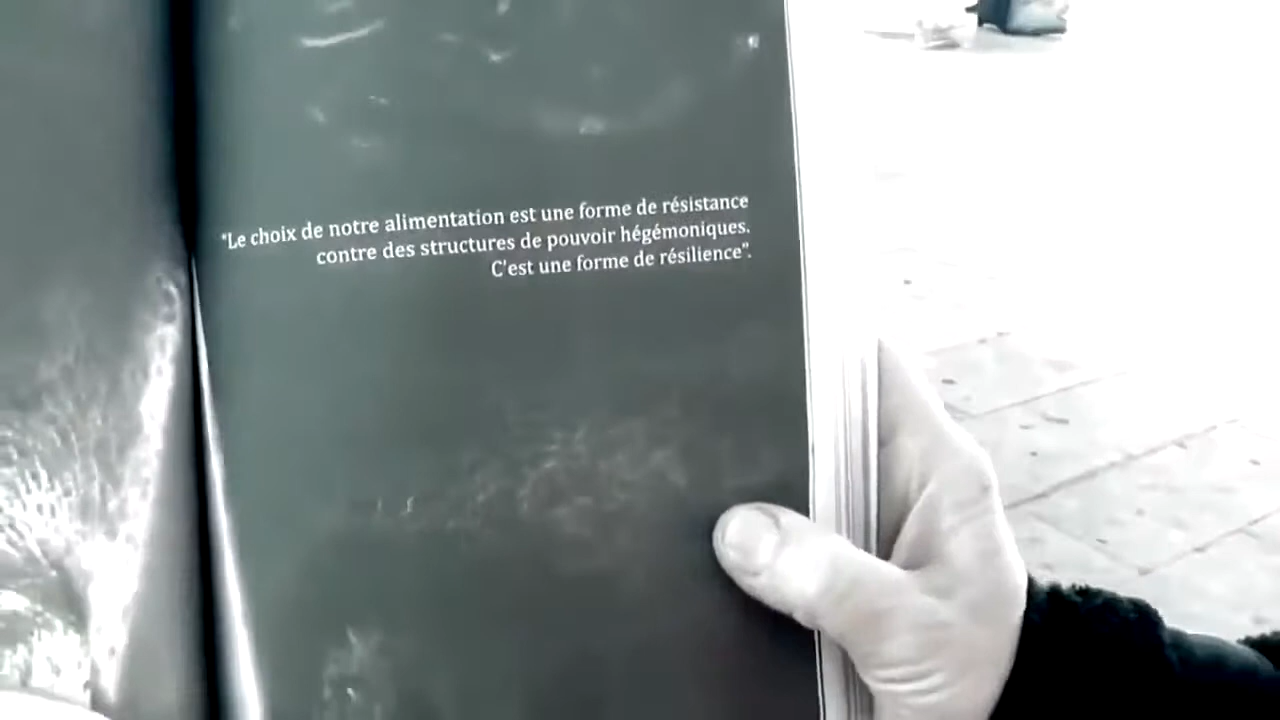 "Le choix de notre alimentation est une forme de résistance
contre des structures de pouvoir hégémoniques.
C'est une forme de résilience".